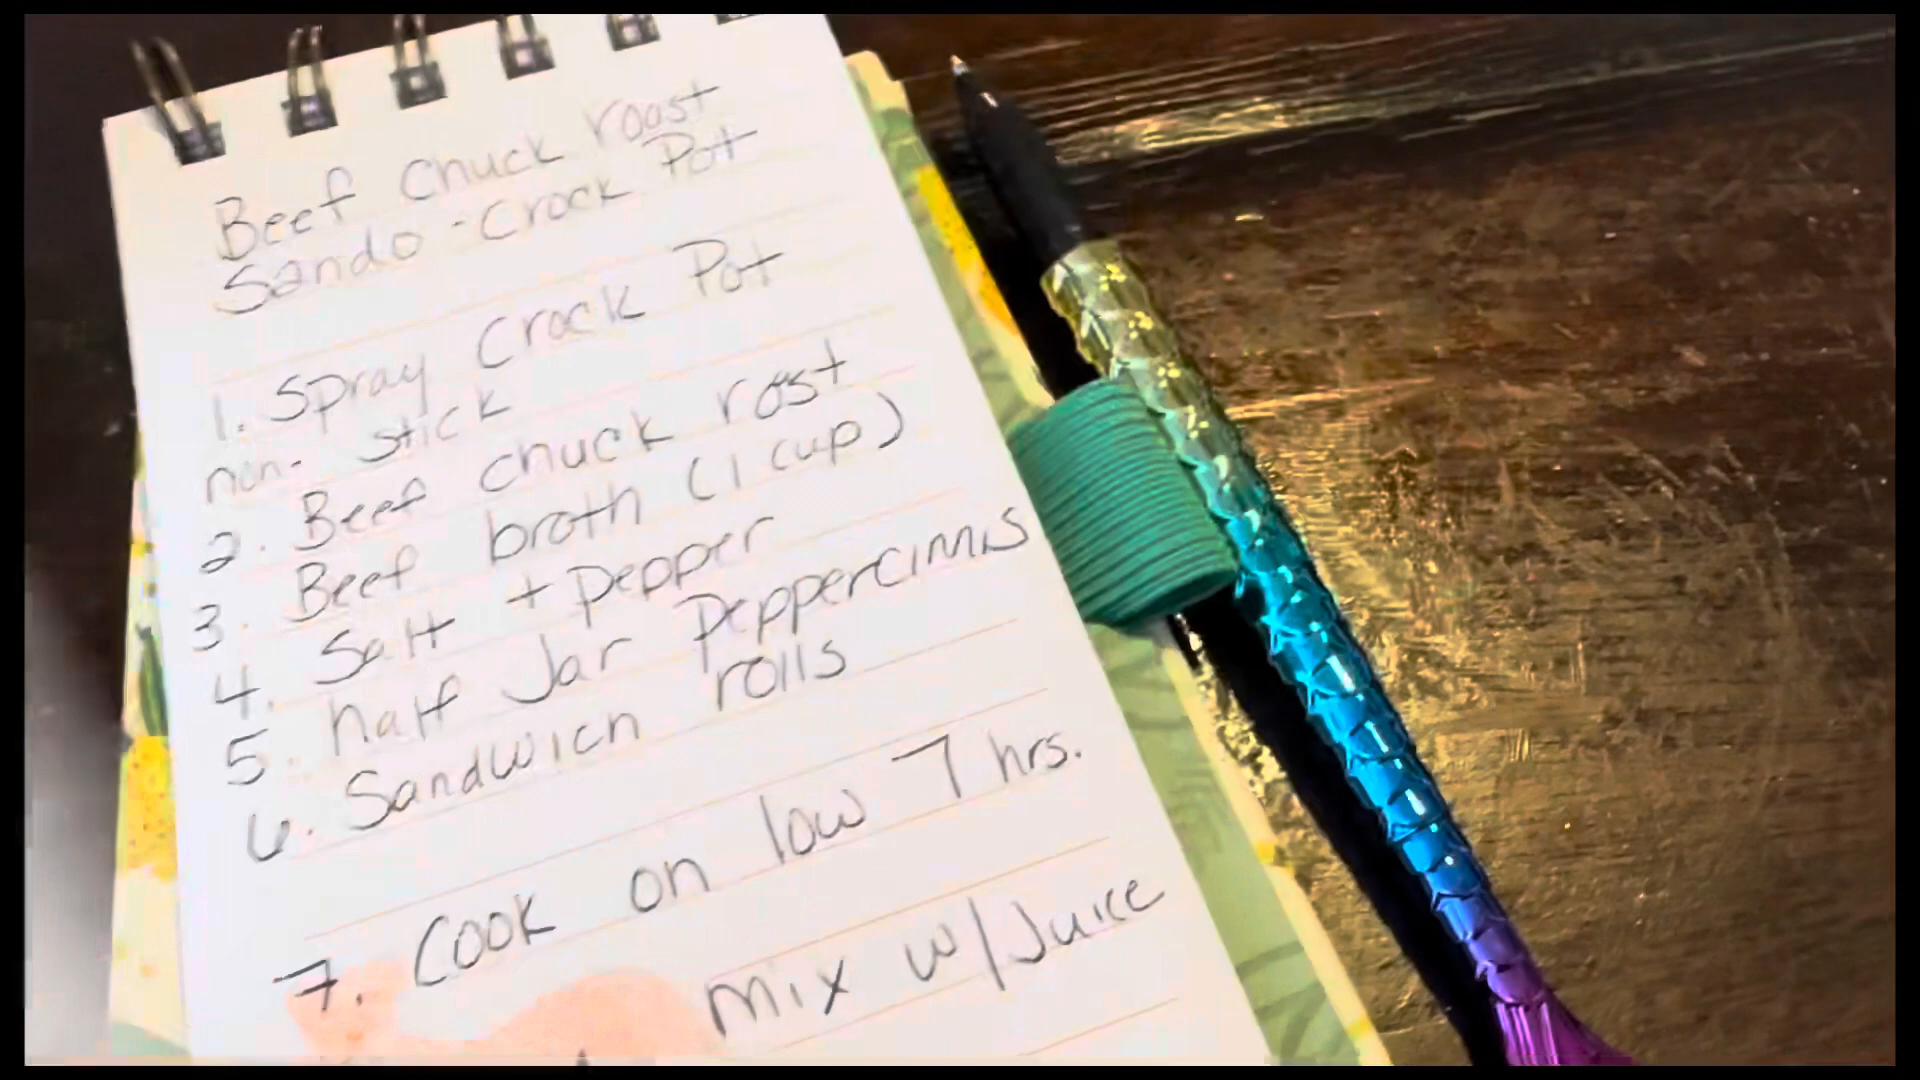 Beef Chuck roast
Sando - Crock Pot
1. Spray Crock Pot
non- stick
2. Beef chuck rost
3. Beef broth (1 cup)
4. Salt + pepper
5. half Jar Peppercinnis
6. Sandwich rolls
7. Cook on low 7 hrs.
mix w/Juice